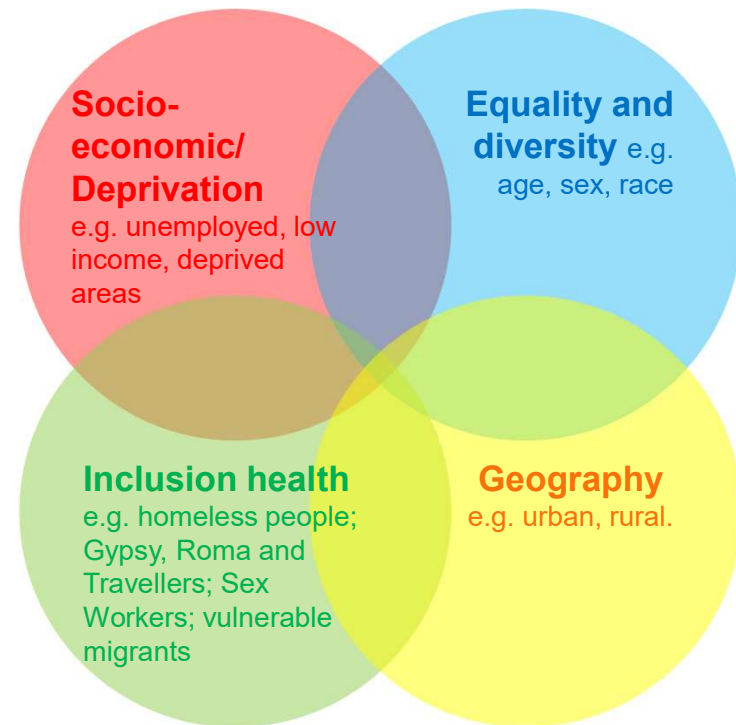 Socio-
economic/
Deprivation
e.g. unemployed, low
income, deprived
areas
Equality and
diversity e.g.
age, sex, race
Inclusion health
e.g. homeless people;
Gypsy, Roma and
Travellers; Sex
Workers; vulnerable
migrants
Geography
e.g. urban, rural.